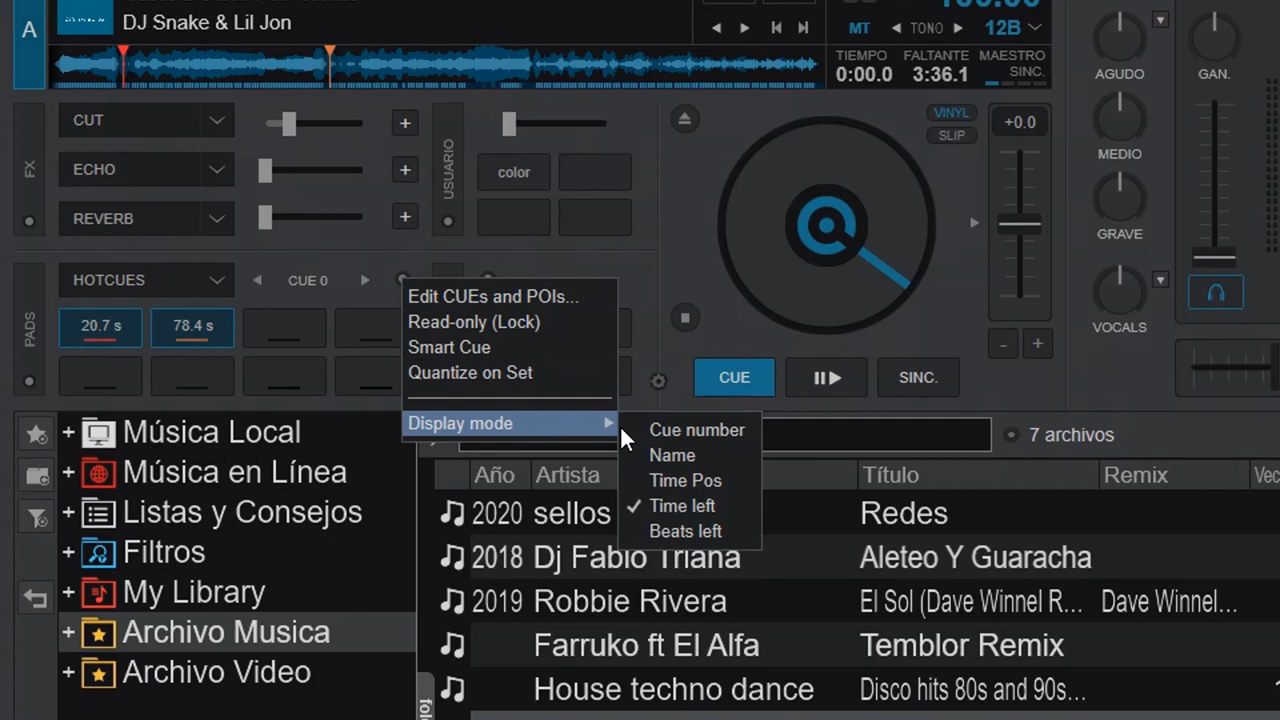 A
DJ Snake & Lil Jon
MT
TONO
12B
TIEMPO
0:00.0
FALTANTE
3:36.1
MAESTRO
SINC.
AGUDO
GAN.
FX
CUT
+
ECHO
+
REVERB
+
USUARIO
color
VINYL
SLIP
+0.0
MEDIO
GRAVE
VOCALS
PADS
HOTCUES
CUE 0
20.7 s
78.4 s
Edit CUEs and POIs...
Read-only (Lock)
Smart Cue
Quantize on Set
Display mode
Cue number
Name
Time Pos
Time left
Beats left
- +
CUE
SINC.
+ Música Local
+ Música en Línea
+ Listas y Consejos
+ Filtros
+ My Library
+ Archivo Musica
+ Archivo Video
7 archivos
Año Artista Título Remix
2020 sellos Redes
2018 Dj Fabio Triana Aleteo Y Guaracha
2019 Robbie Rivera El Sol (Dave Winnel R... Dave Winnel...
Farruko ft El Alfa Temblor Remix
House techno dance Disco hits 80s and 90s...